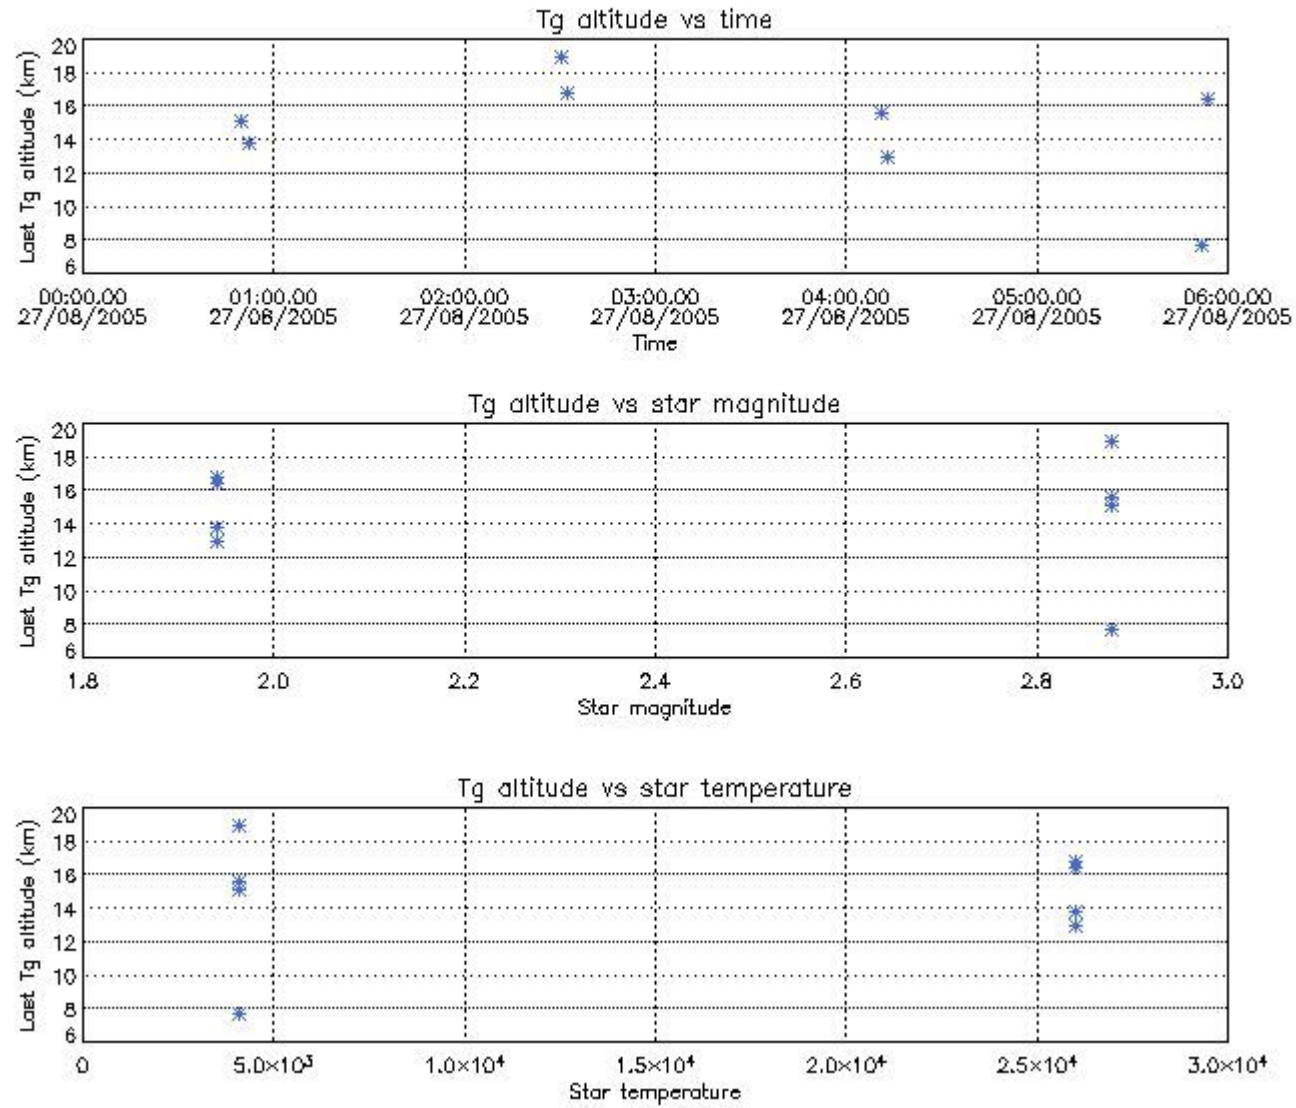 Tg altitude vs time
Last Tg altitude (km)
20
18
16
14
12
10
8
6
00:00.00 01:00.00 02:00.00 03:00.00 04:00.00 05:00.00 06:00.00
27/08/2005 27/08/2005 27/08/2005 27/08/2005 27/08/2005 27/08/2005 27/08/2005
Time
Tg altitude vs star magnitude
Last Tg altitude (km)
20
18
16
14
12
10
8
6
1.8 2.0 2.2 2.4 2.6 2.8 3.0
Star magnitude
Tg altitude vs star temperature
Last Tg altitude (km)
20
18
16
14
12
10
8
6
0 5.0×10³ 1.0×10⁴ 1.5×10⁴ 2.0×10⁴ 2.5×10⁴ 3.0×10⁴
Star temperature